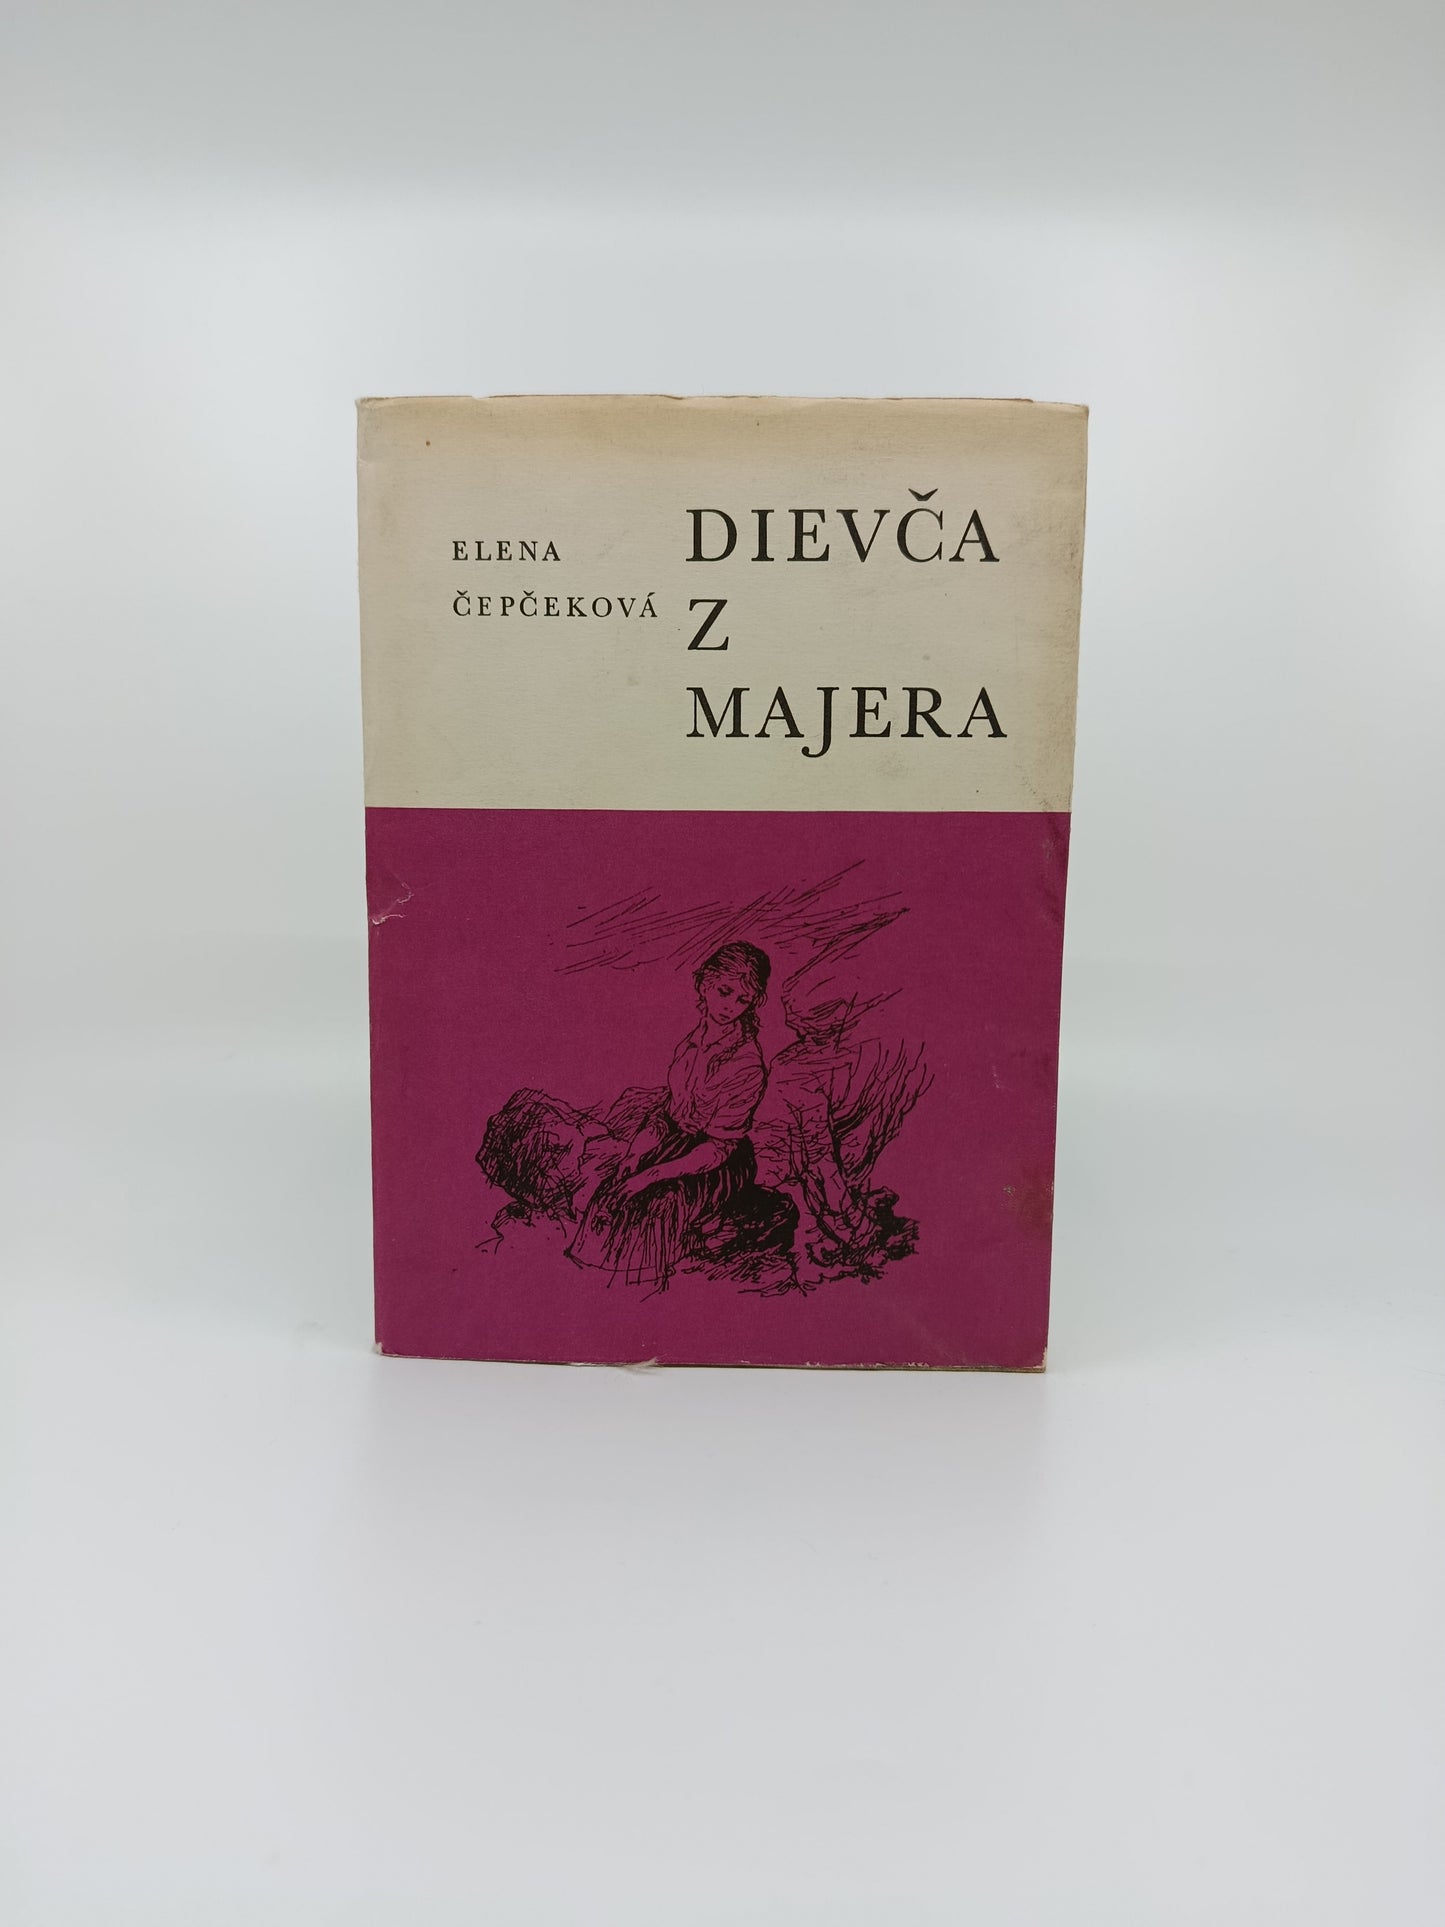 ELENA
ČEPČEKOVÁ
DIEVČA
Z
MAJERA